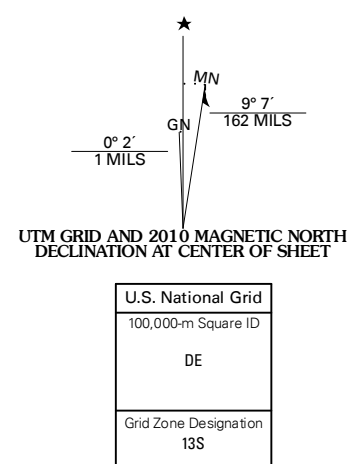 MN
9° 7´
162 MILS
GN
0° 2´
1 MILS
UTM GRID AND 2010 MAGNETIC NORTH
DECLINATION AT CENTER OF SHEET
U.S. National Grid
100,000-m Square ID
DE
Grid Zone Designation
13S